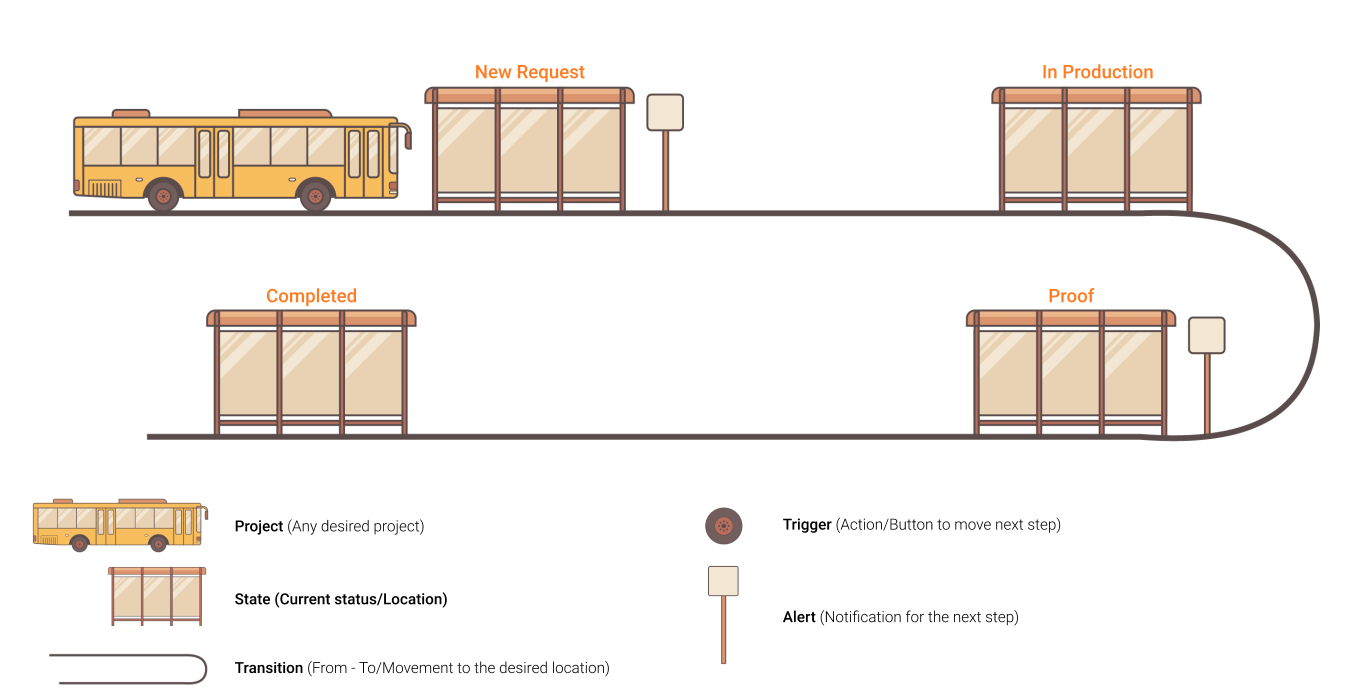 New Request
In Production
Completed
Proof
Project (Any desired project)
Trigger (Action/Button to move next step)
State (Current status/Location)
Alert (Notification for the next step)
Transition (From - To/Movement to the desired location)